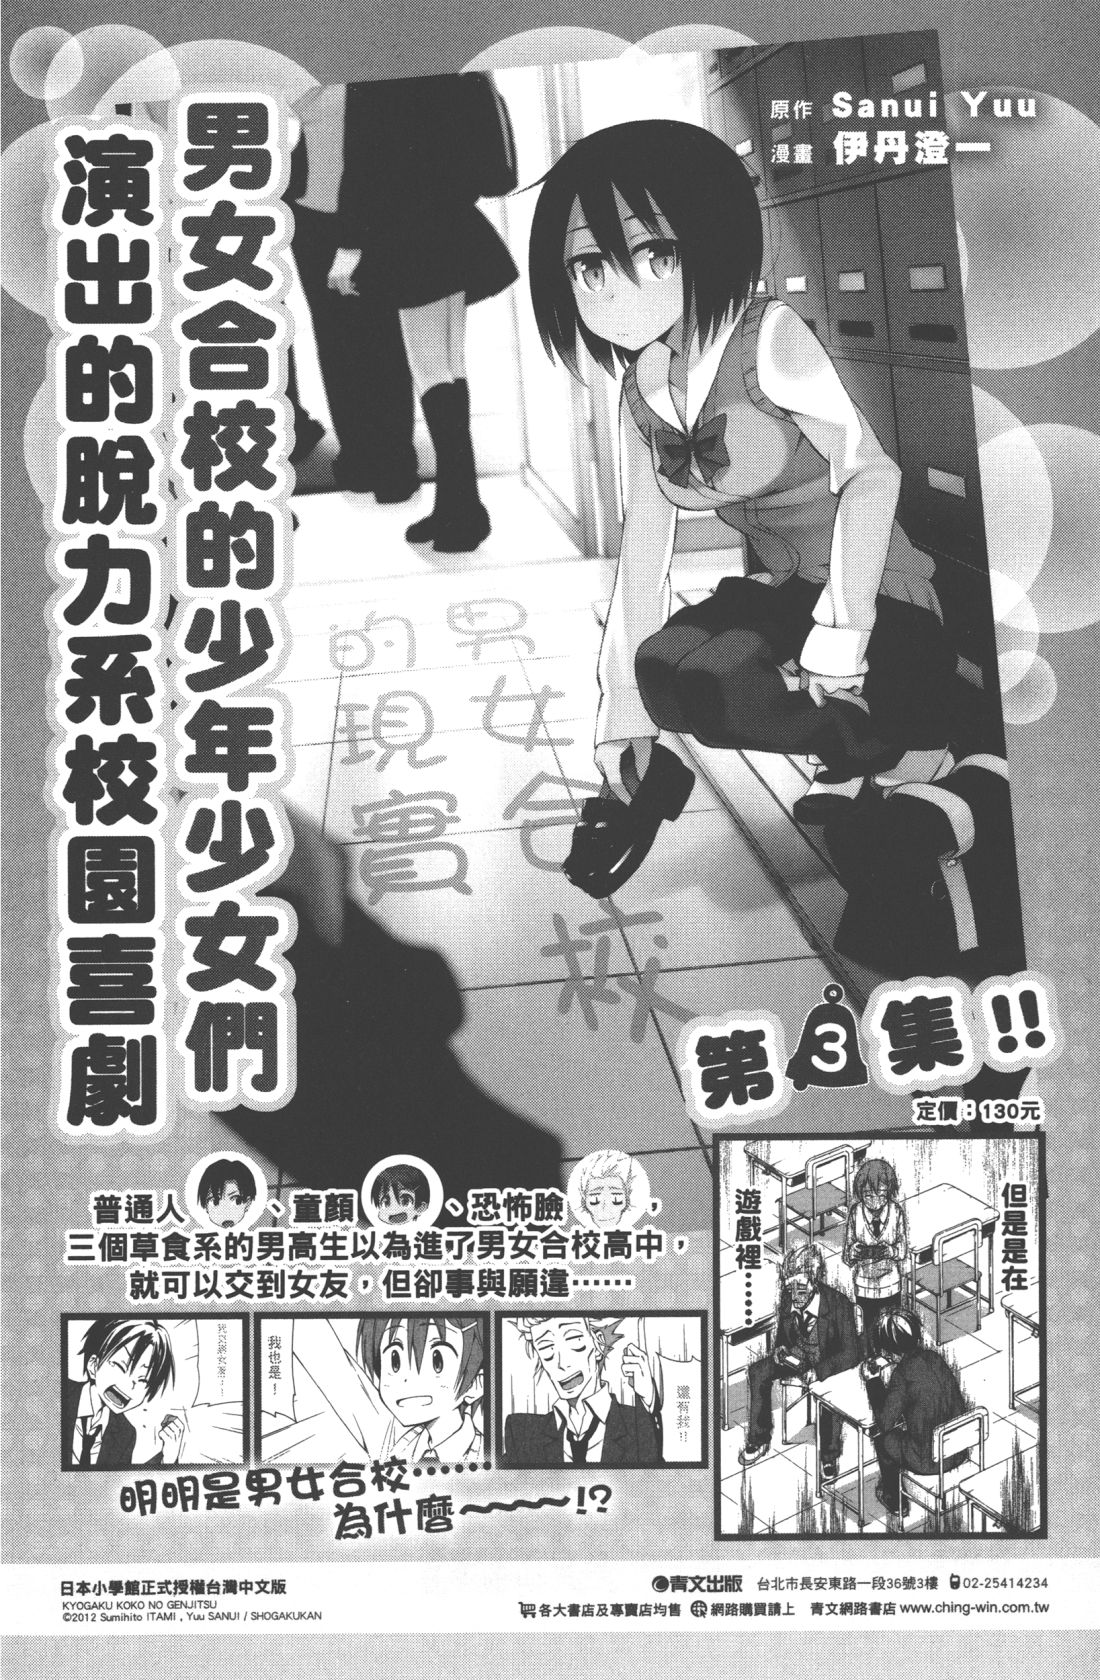 原作 Sanui Yuu
漫畫 伊丹澄一
男女合校的少年少女們
演出的脫力系校園喜劇
男女合校
的現實
第3集!!
定價：130元
普通人、童顏、恐怖臉，
三個草食系的男高生以為進了男女合校高中，
就可以交到女友，但卻事與願違……
但是是在
遊戲裡……
我也是！
還有我！！
明明是男女合校……
為什麼~~~~!?
日本小學館正式授權台灣中文版
KYOGAKU KOKO NO GENJITSU
©2012 Sumihito ITAMI , Yuu SANUI / SHOGAKUKAN
青文出版 台北市長安東路一段36號3樓 02-25414234
各大書店及專賣店均售 網路購買請上 青文網路書店 www.ching-win.com.tw